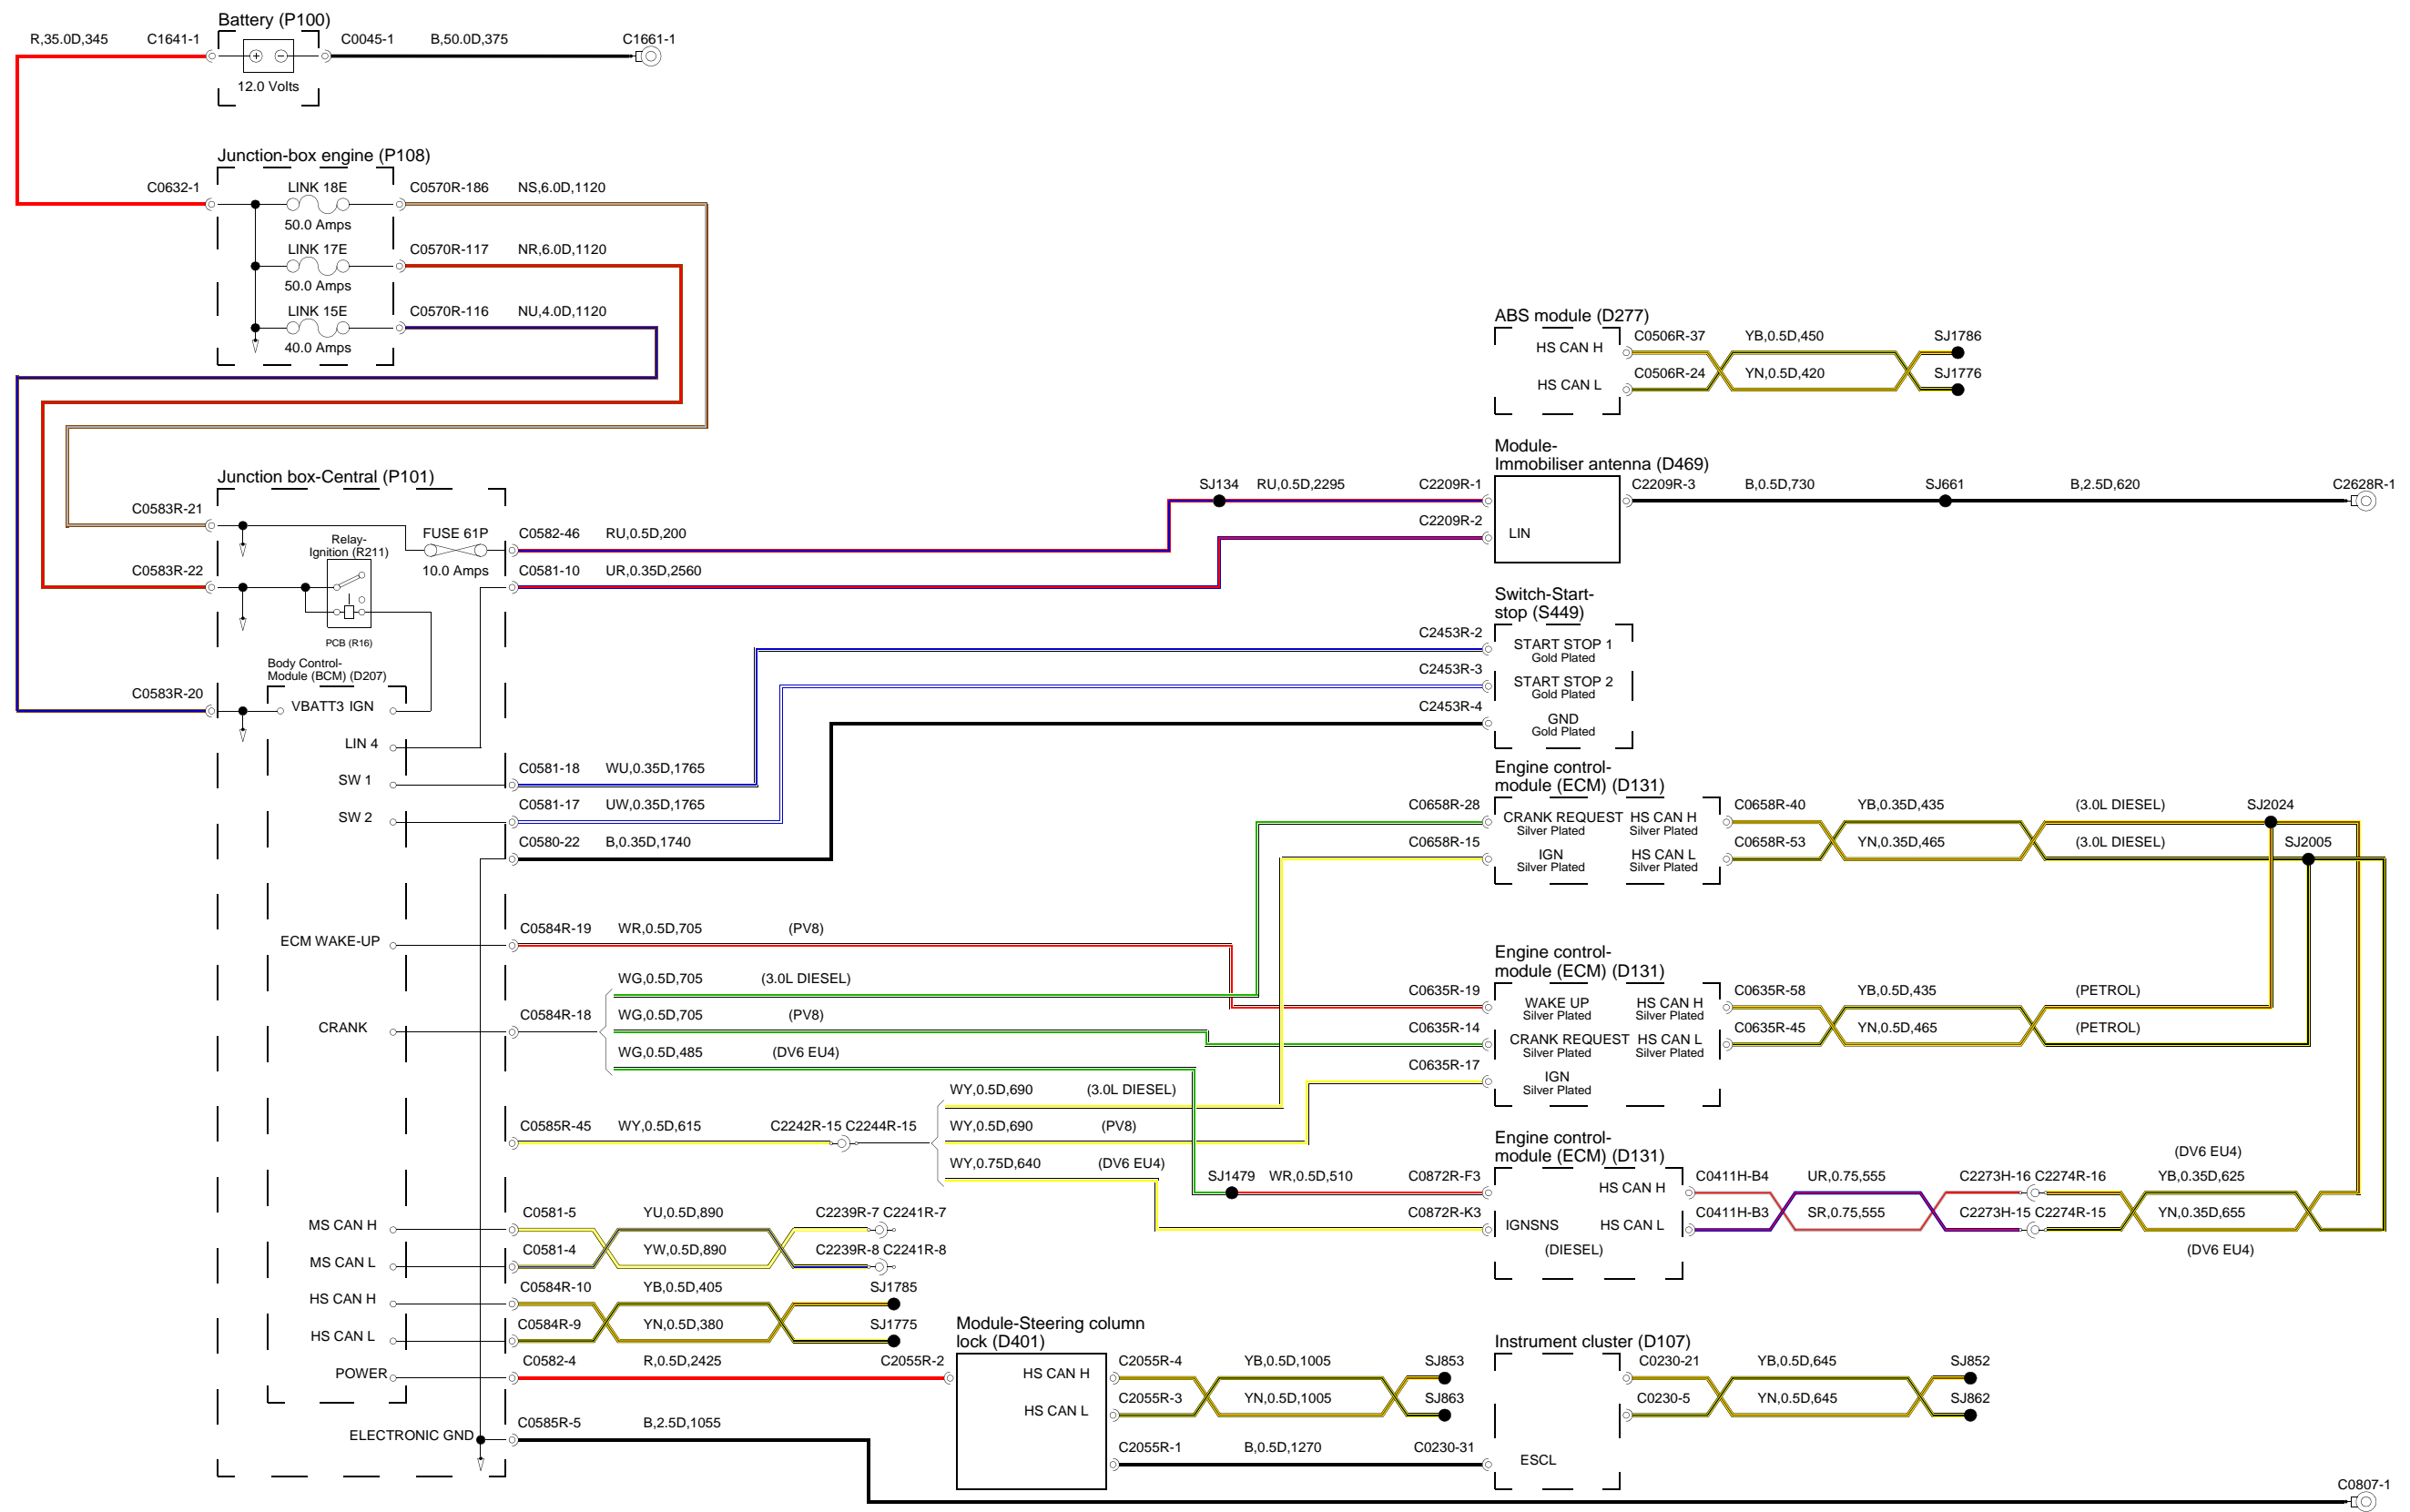 Battery (P100)
R,35.0D,345
C1641-1
C0045-1
B,50.0D,375
C1661-1
12.0 Volts
Junction-box engine (P108)
C0632-1
LINK 18E
50.0 Amps
C0570R-186
NS,6.0D,1120
LINK 17E
50.0 Amps
C0570R-117
NR,6.0D,1120
LINK 15E
40.0 Amps
C0570R-116
NU,4.0D,1120
ABS module (D277)
HS CAN H
C0506R-37
YB,0.5D,450
SJ1786
HS CAN L
C0506R-24
YN,0.5D,420
SJ1776
Junction box-Central (P101)
C0583R-21
FUSE 61P
10.0 Amps
C0582-46
RU,0.5D,200
SJ134
RU,0.5D,2295
C2209R-1
Module-
Immobiliser antenna (D469)
C2209R-3
B,0.5D,730
SJ661
B,2.5D,620
C2628R-1
C2209R-2
LIN
Relay-
Ignition (R211)
C0583R-22
C0581-10
UR,0.35D,2560
PCB (R16)
Body Control-
Module (BCM) (D207)
C0583R-20
VBATT3 IGN
LIN 4
SW 1
SW 2
C0581-18
WU,0.35D,1765
C0581-17
UW,0.35D,1765
C0580-22
B,0.35D,1740
Switch-Start-
stop (S449)
C2453R-2
START STOP 1
Gold Plated
C2453R-3
START STOP 2
Gold Plated
C2453R-4
GND
Gold Plated
Engine control-
module (ECM) (D131)
C0658R-28
CRANK REQUEST
Silver Plated
HS CAN H
Silver Plated
C0658R-40
YB,0.35D,435
(3.0L DIESEL)
SJ2024
C0658R-15
IGN
Silver Plated
HS CAN L
Silver Plated
C0658R-53
YN,0.35D,465
(3.0L DIESEL)
SJ2005
ECM WAKE-UP
C0584R-19
WR,0.5D,705
(PV8)
CRANK
C0584R-18
WG,0.5D,705
(3.0L DIESEL)
WG,0.5D,705
(PV8)
WG,0.5D,485
(DV6 EU4)
Engine control-
module (ECM) (D131)
C0635R-19
WAKE UP
Silver Plated
HS CAN H
Silver Plated
C0635R-58
YB,0.5D,435
(PETROL)
C0635R-14
CRANK REQUEST
Silver Plated
HS CAN L
Silver Plated
C0635R-45
YN,0.5D,465
(PETROL)
C0635R-17
IGN
Silver Plated
C0585R-45
WY,0.5D,615
C2242R-15 C2244R-15
WY,0.5D,690
(3.0L DIESEL)
WY,0.5D,690
(PV8)
WY,0.75D,640
(DV6 EU4)
Engine control-
module (ECM) (D131)
SJ1479
WR,0.5D,510
C0872R-F3
HS CAN H
C0411H-B4
UR,0.75,555
C2273H-16 C2274R-16
(DV6 EU4)
YB,0.35D,625
C0872R-K3
IGNSNS
HS CAN L
C0411H-B3
SR,0.75,555
C2273H-15 C2274R-15
YN,0.35D,655
(DV6 EU4)
(DIESEL)
MS CAN H
C0581-5
YU,0.5D,890
C2239R-7 C2241R-7
MS CAN L
C0581-4
YW,0.5D,890
C2239R-8 C2241R-8
HS CAN H
C0584R-10
YB,0.5D,405
SJ1785
HS CAN L
C0584R-9
YN,0.5D,380
SJ1775
POWER
C0582-4
R,0.5D,2425
C2055R-2
Module-Steering column
lock (D401)
HS CAN H
C2055R-4
YB,0.5D,1005
SJ853
HS CAN L
C2055R-3
YN,0.5D,1005
SJ863
C2055R-1
B,0.5D,1270
C0230-31
Instrument cluster (D107)
C0230-21
YB,0.5D,645
SJ852
C0230-5
YN,0.5D,645
SJ862
ESCL
ELECTRONIC GND
C0585R-5
B,2.5D,1055
C0807-1